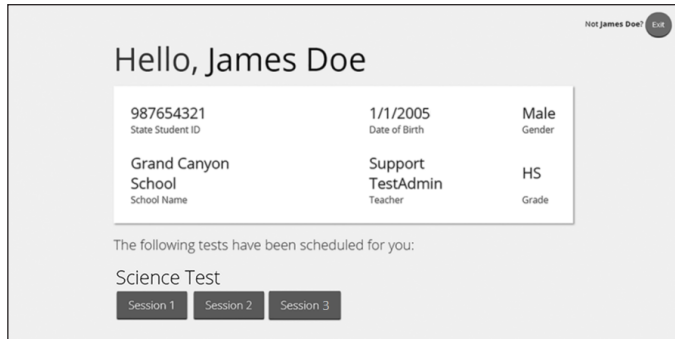 Not James Doe? Exit
Hello, James Doe
987654321 1/1/2005 Male
State Student ID Date of Birth Gender
Grand Canyon School Support TestAdmin HS
School Name Teacher Grade
The following tests have been scheduled for you:
Science Test
Session 1 Session 2 Session 3